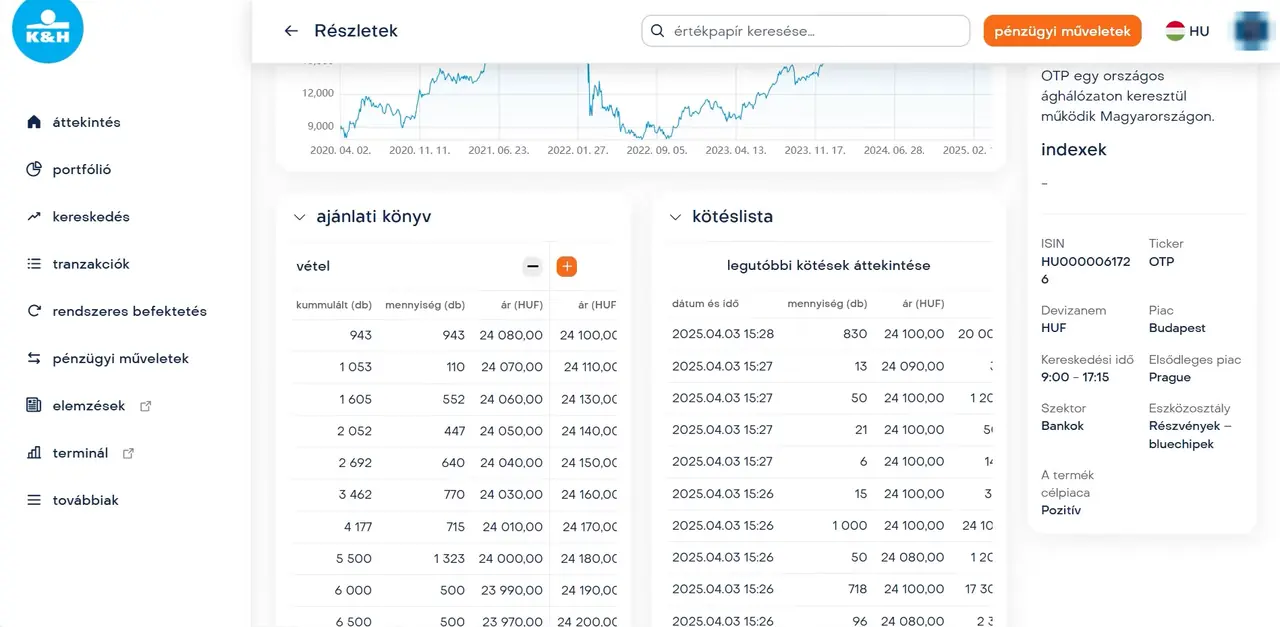 K&H
Részletek
értékpapír keresése...
pénzügyi műveletek
HU
áttekintés
portfólió
kereskedés
tranzakciók
rendszeres befektetés
pénzügyi műveletek
elemzések
terminál
továbbiak
12,000
9,000
2020. 04. 02. 2020. 11. 11. 2021. 06. 23. 2022. 01. 27. 2022. 09. 05. 2023. 04. 13. 2023. 11. 17. 2024. 06. 28. 2025. 02.
ajánlati könyv
vétel
kummulált (db) mennyiség (db) ár (HUF) ár (HUF
943 943 24 080,00 24 100,00
1 053 110 24 070,00 24 110,00
1 605 552 24 060,00 24 130,00
2 052 447 24 050,00 24 140,00
2 692 640 24 040,00 24 150,00
3 462 770 24 030,00 24 160,00
4 177 715 24 010,00 24 170,00
5 500 1 323 24 000,00 24 180,00
6 000 500 23 990,00 24 190,00
6 500 500 23 970,00 24 200,00
kötéslista
legutóbbi kötések áttekintése
dátum és idő mennyiség (db) ár (HUF)
2025.04.03 15:28 830 24 100,00
2025.04.03 15:27 13 24 090,00
2025.04.03 15:27 50 24 100,00
2025.04.03 15:27 21 24 100,00
2025.04.03 15:27 6 24 100,00
2025.04.03 15:26 15 24 100,00
2025.04.03 15:26 1 000 24 100,00
2025.04.03 15:26 50 24 080,00
2025.04.03 15:26 718 24 100,00
2025.04.03 15:26 96 24 080,00
OTP egy országos
ághálózaton keresztül
működik Magyarországon.
indexek
–
ISIN
HU000006172
6
Ticker
OTP
Devizanem
HUF
Piac
Budapest
Kereskedési idő
9:00 – 17:15
Elsődleges piac
Prague
Szektor
Bankok
Eszközosztály
Részvények –
bluechipek
A termék
célpiaca
Pozitív